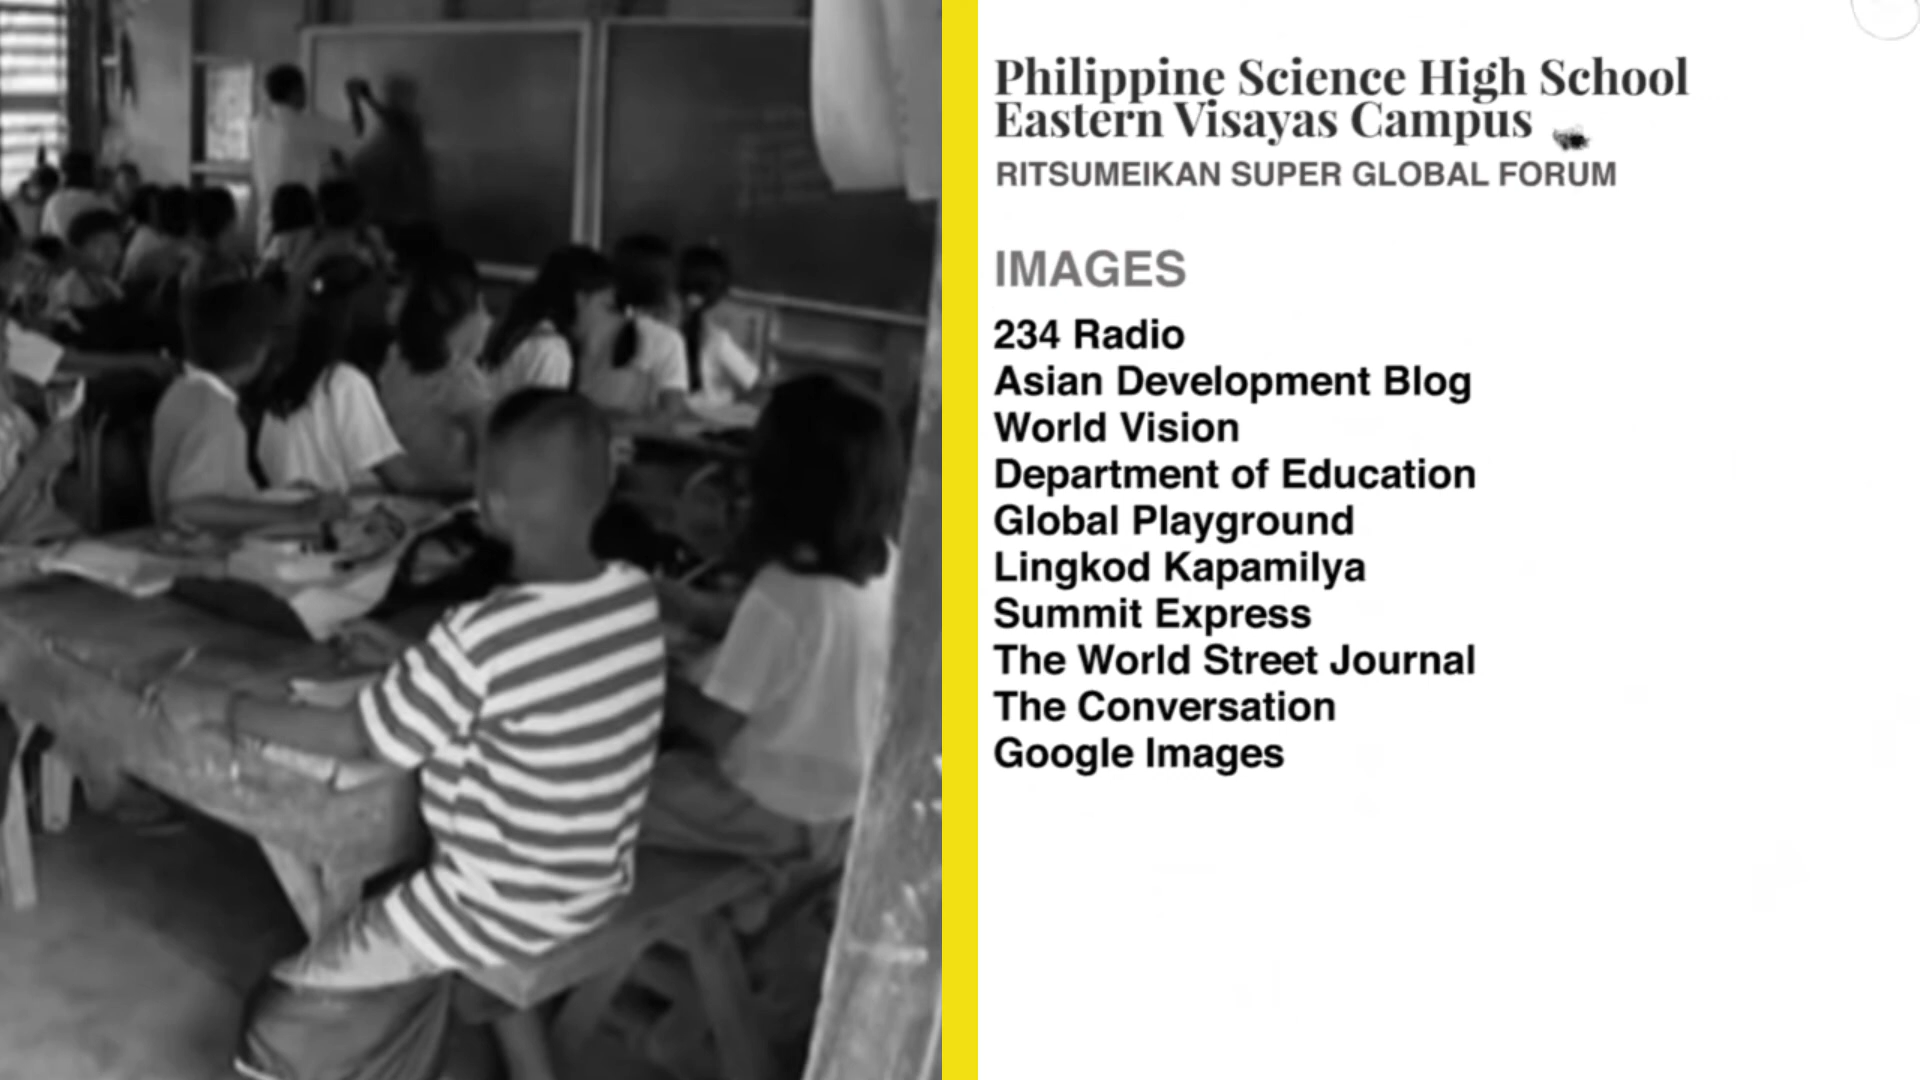 Philippine Science High School
Eastern Visayas Campus
RITSUMEIKAN SUPER GLOBAL FORUM
IMAGES
234 Radio
Asian Development Blog
World Vision
Department of Education
Global Playground
Lingkod Kapamilya
Summit Express
The World Street Journal
The Conversation
Google Images